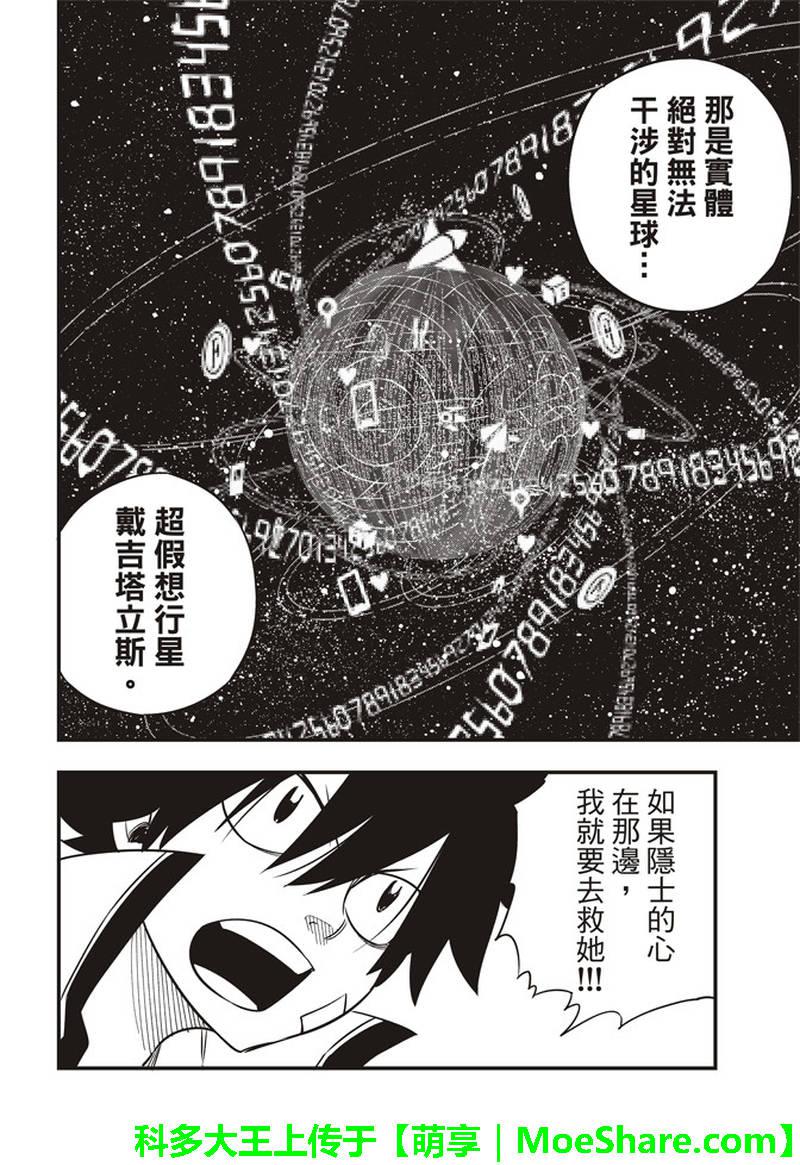 那是實體
絕對無法
干涉的星球…
超假想行星
戴吉塔立斯。
如果隱士的心
在那邊，
我就要去救她!!!
科多大王上传于【萌享 | MoeShare.com】